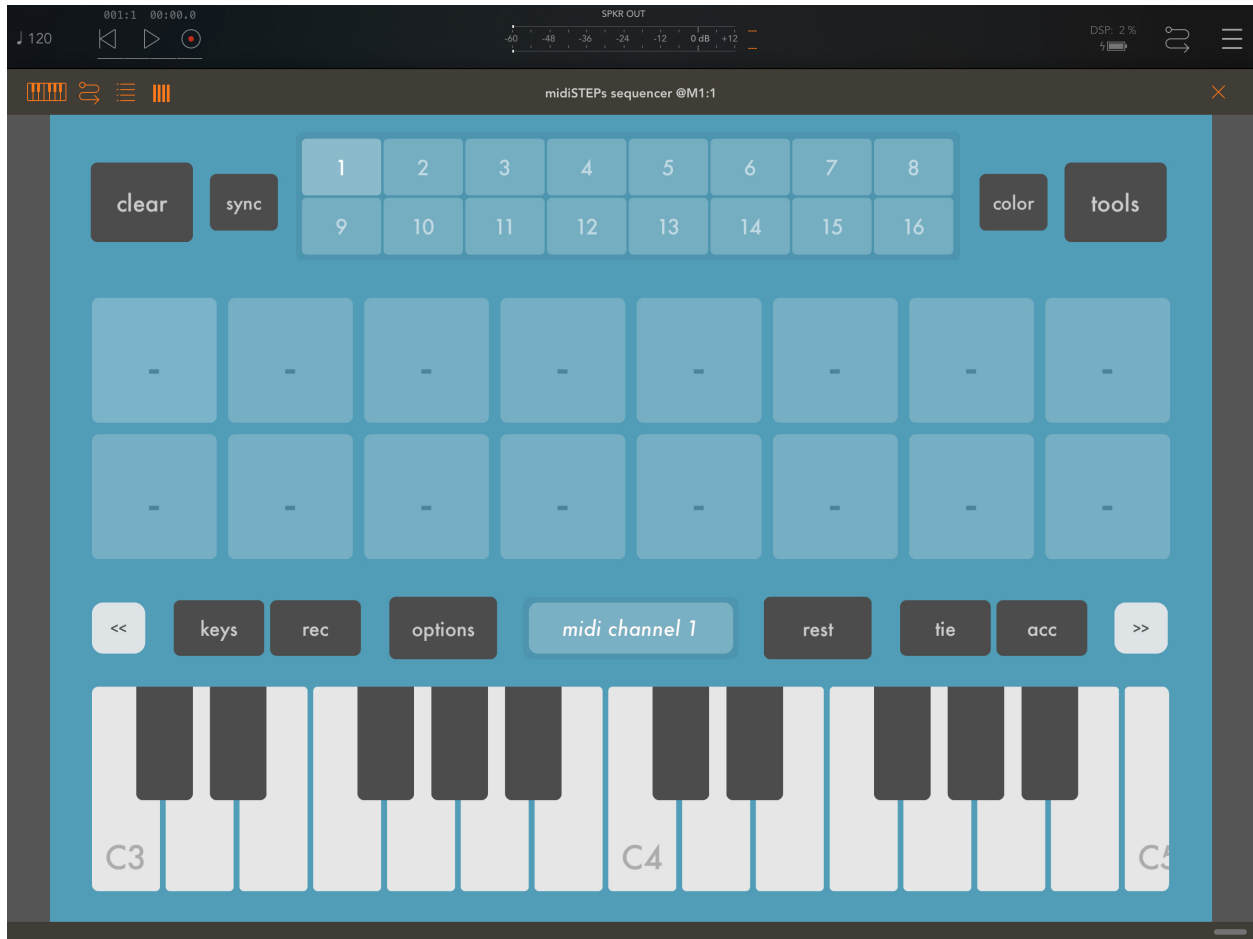 001:1 00:00.0
SPKR OUT
♩ 120
-60 -48 -36 -24 -12 0 dB +12
DSP: 2 %
midiSTEPs sequencer @M1:1
clear
sync
1 2 3 4 5 6 7 8
9 10 11 12 13 14 15 16
color
tools
- - - - - - - -
- - - - - - - -
<< keys rec options midi channel 1 rest tie acc >>
C3 C4 C5